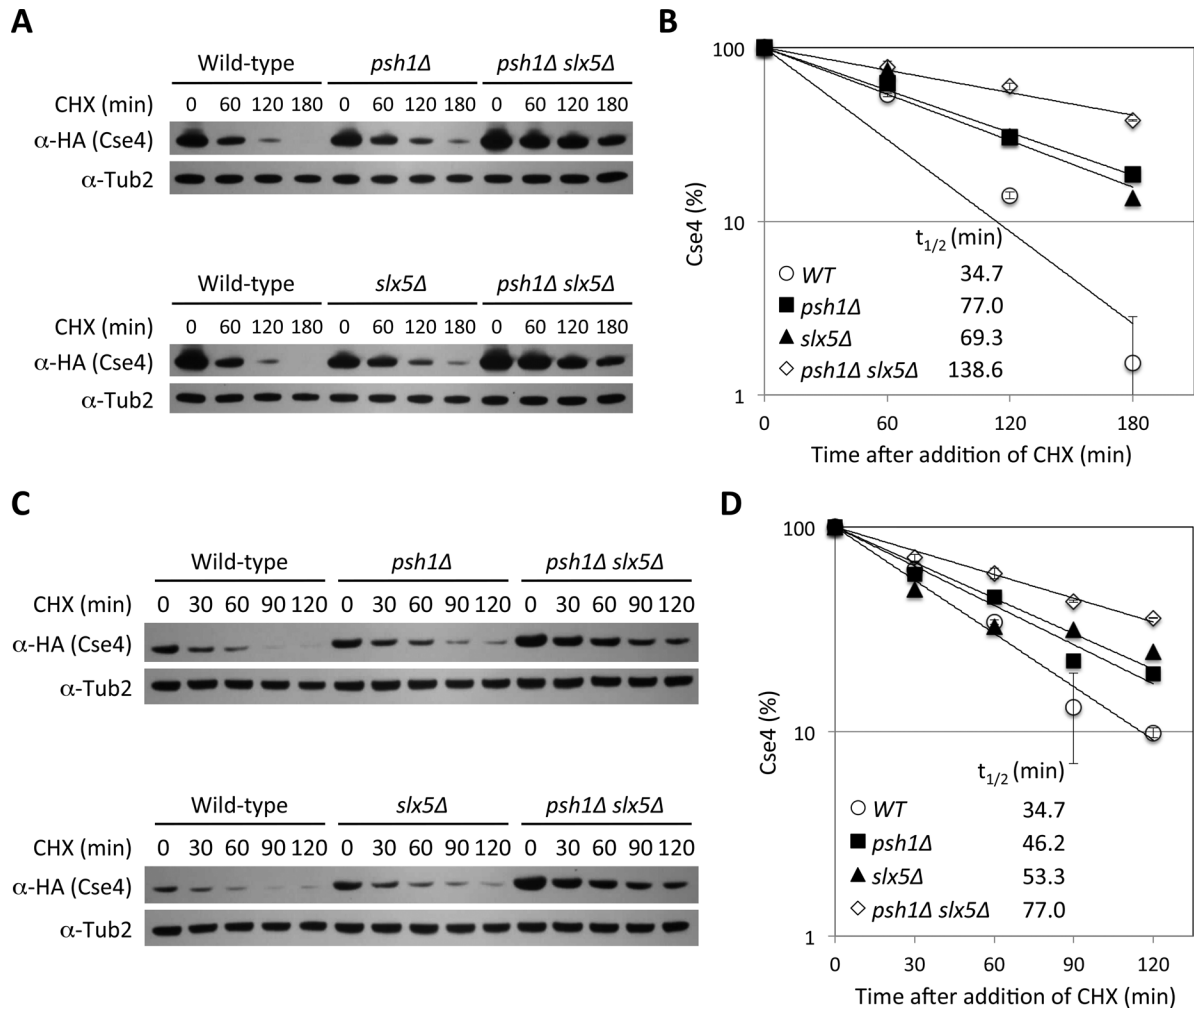 A
Wild-type psh1Δ psh1Δ slx5Δ
CHX (min) 0 60 120 180 0 60 120 180 0 60 120 180
α-HA (Cse4)
α-Tub2
Wild-type slx5Δ psh1Δ slx5Δ
CHX (min) 0 60 120 180 0 60 120 180 0 60 120 180
α-HA (Cse4)
α-Tub2
B
100
10
1
Cse4 (%)
t1/2 (min)
WT 34.7
psh1Δ 77.0
slx5Δ 69.3
psh1Δ slx5Δ 138.6
0 60 120 180
Time after addition of CHX (min)
C
Wild-type psh1Δ psh1Δ slx5Δ
CHX (min) 0 30 60 90 120 0 30 60 90 120 0 30 60 90 120
α-HA (Cse4)
α-Tub2
Wild-type slx5Δ psh1Δ slx5Δ
CHX (min) 0 30 60 90 120 0 30 60 90 120 0 30 60 90 120
α-HA (Cse4)
α-Tub2
D
100
10
1
Cse4 (%)
t1/2 (min)
WT 34.7
psh1Δ 46.2
slx5Δ 53.3
psh1Δ slx5Δ 77.0
0 30 60 90 120
Time after addition of CHX (min)